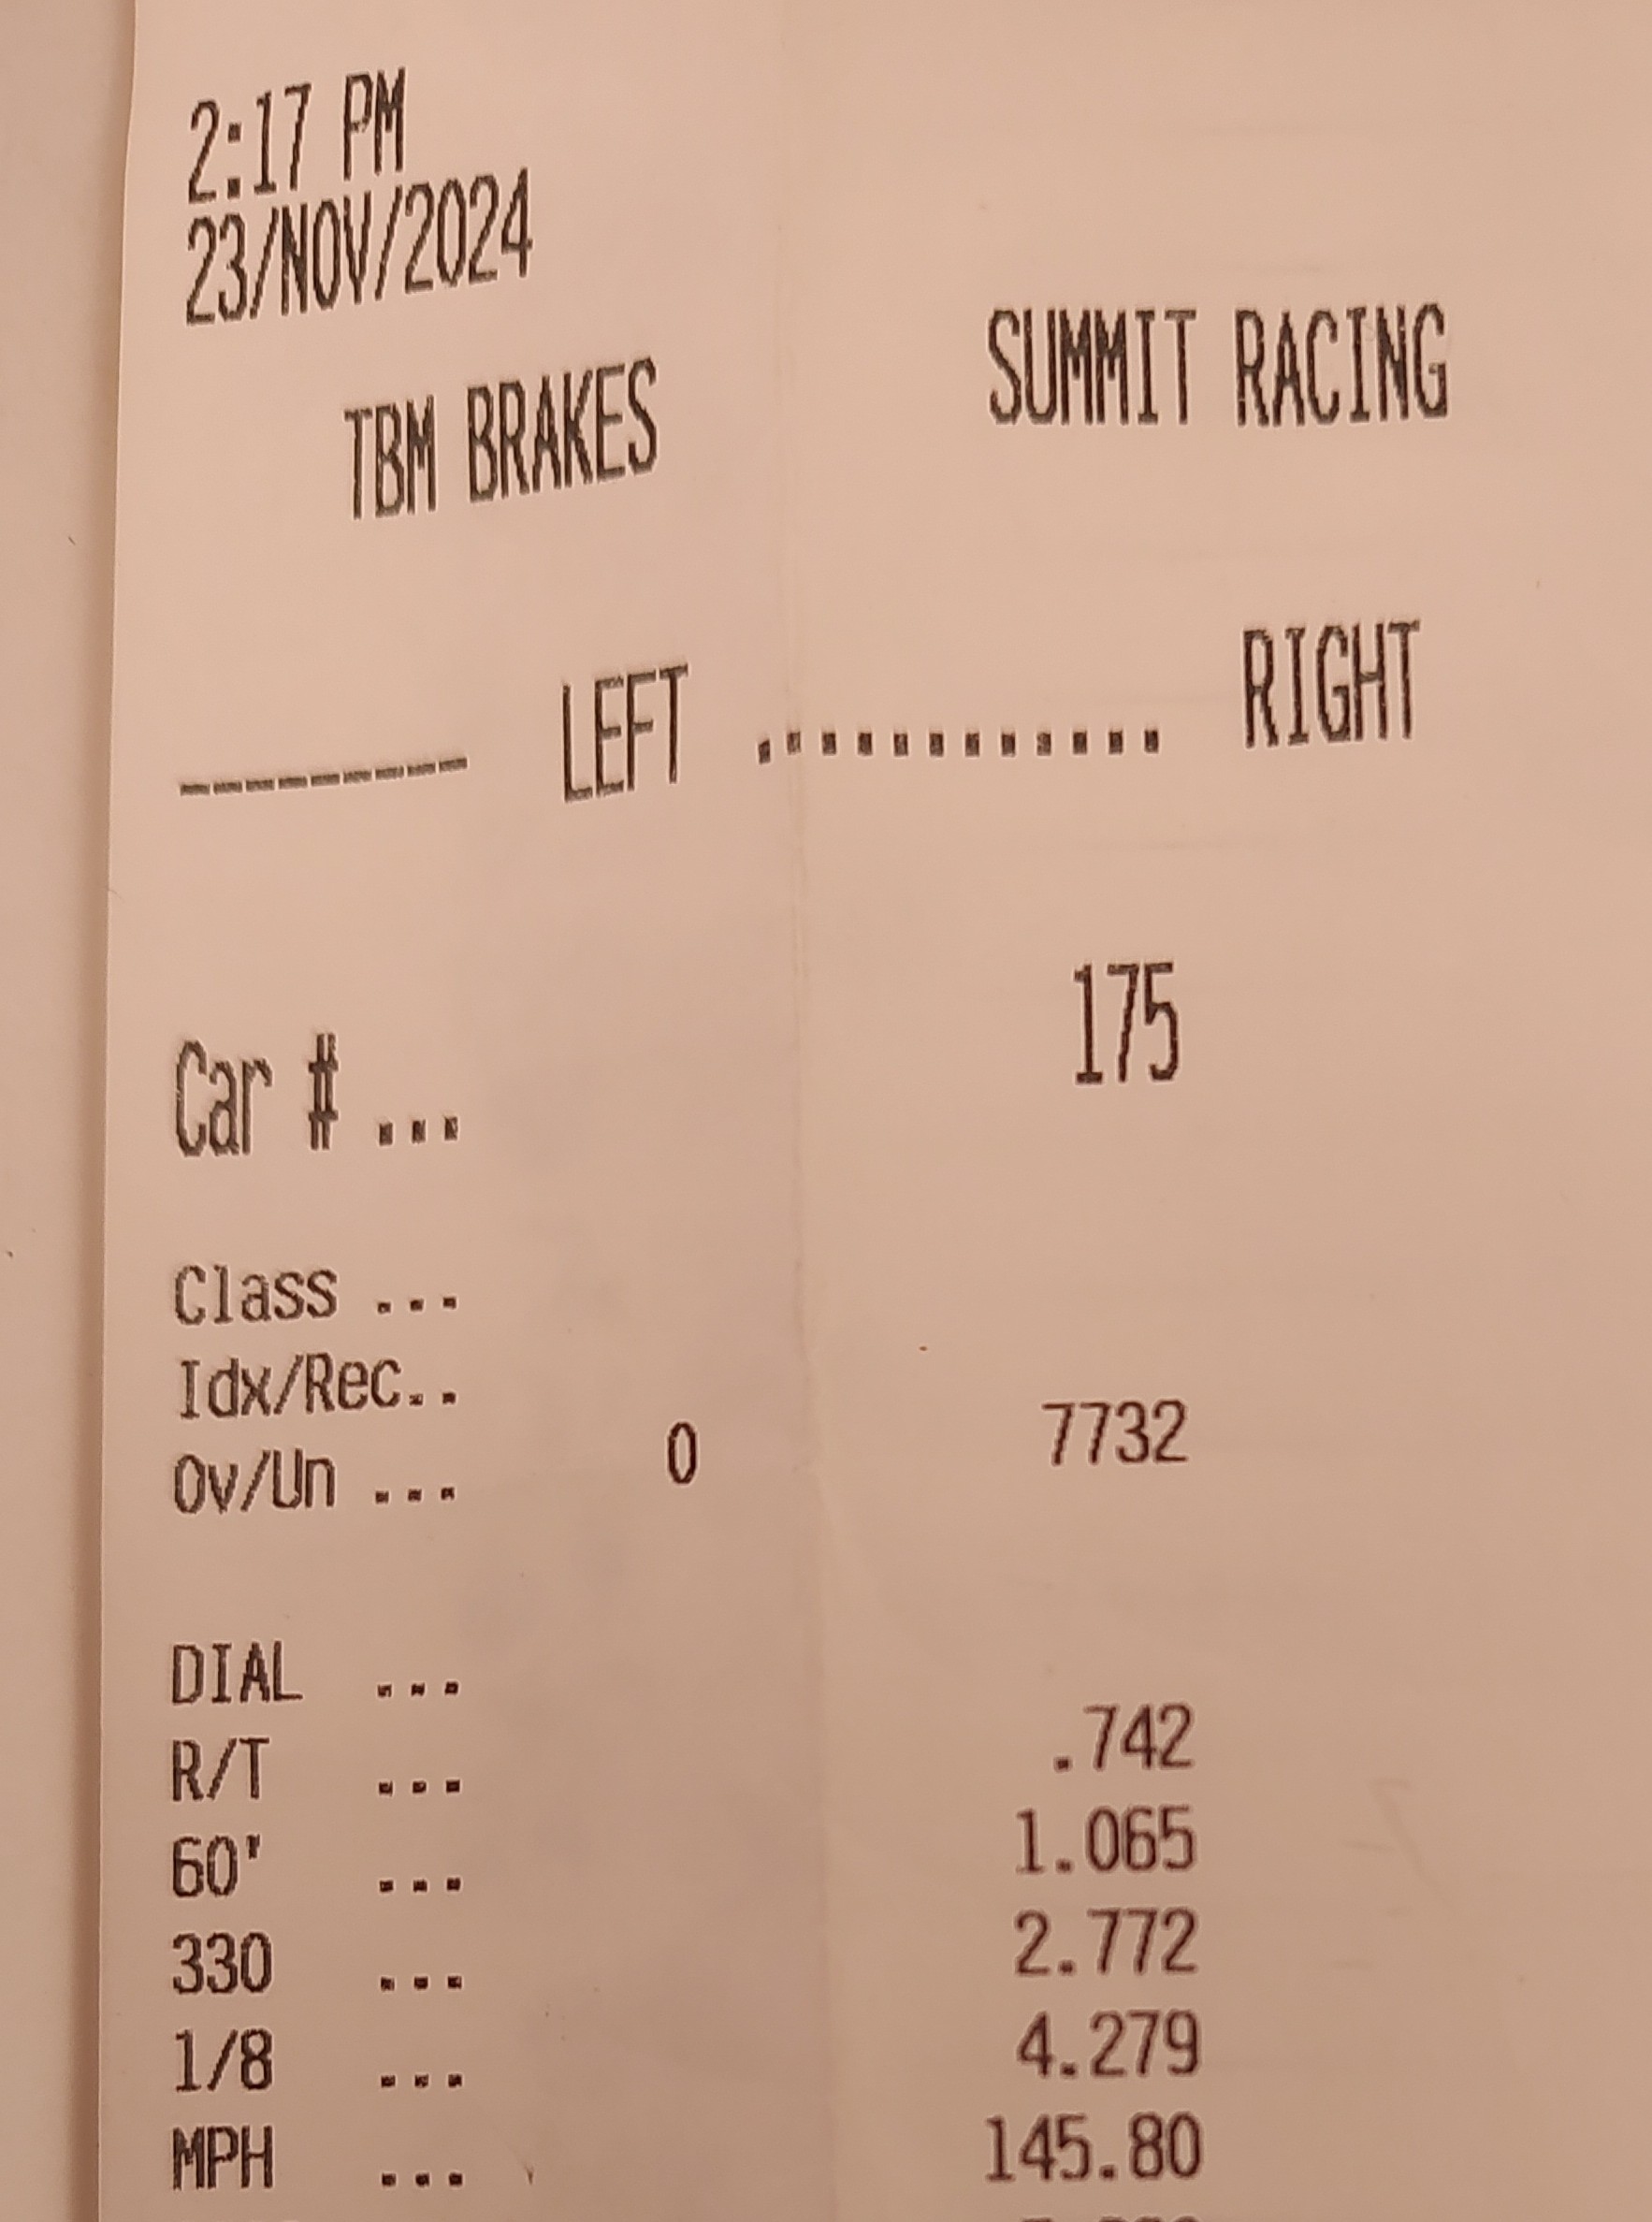 2:17 PM
23/NOV/2024
TBM BRAKES SUMMIT RACING
_________ LEFT ............ RIGHT
Car # ... 175
Class ...
Idx/Rec..
Ov/Un ... 0 7732
DIAL ...
R/T ... .742
60' ... 1.065
330 ... 2.772
1/8 ... 4.279
MPH ... 145.80